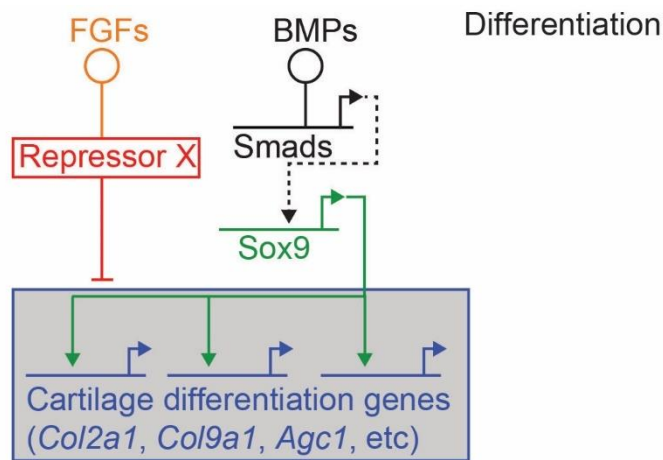 FGFs
BMPs
Differentiation
Repressor X
Smads
Sox9
Cartilage differentiation genes
(Col2a1, Col9a1, Agc1, etc)